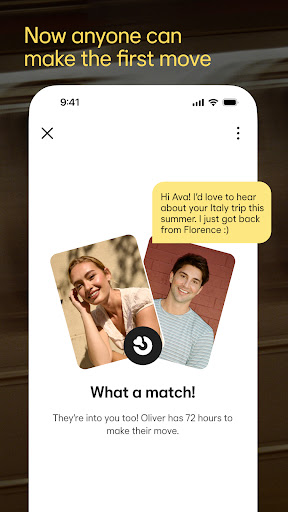 Now anyone can
make the first move
9:41
Hi Ava! I'd love to hear
about your Italy trip this
summer. I just got back
from Florence :)
What a match!
They're into you too! Oliver has 72 hours to
make their move.